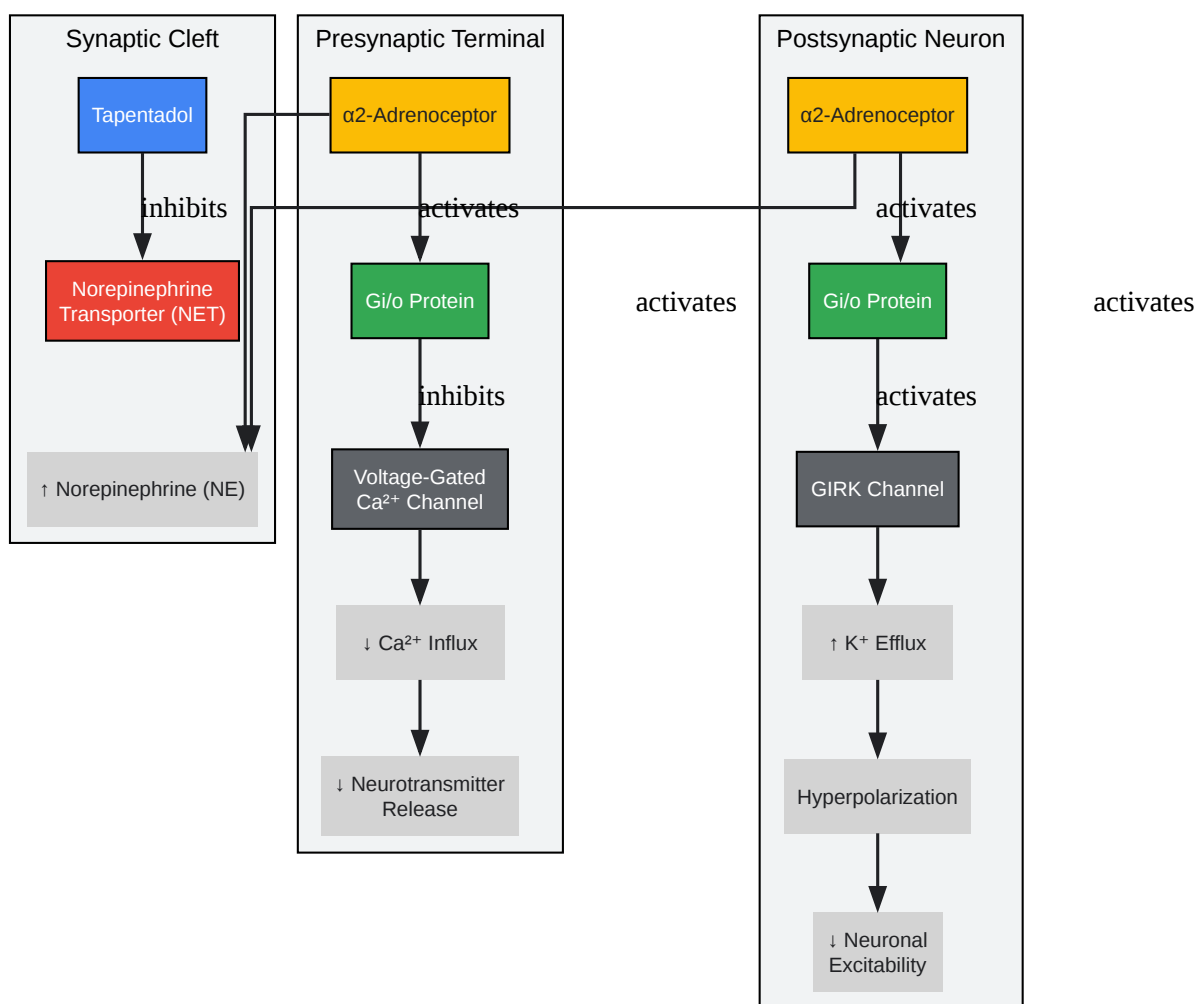 Synaptic Cleft
Tapentadol
inhibits
Norepinephrine
Transporter (NET)
↑ Norepinephrine (NE)
Presynaptic Terminal
α2-Adrenoceptor
activates
Gi/o Protein
inhibits
Voltage-Gated
Ca²⁺ Channel
↓ Ca²⁺ Influx
↓ Neurotransmitter
Release
activates
Postsynaptic Neuron
α2-Adrenoceptor
activates
Gi/o Protein
activates
GIRK Channel
↑ K⁺ Efflux
Hyperpolarization
↓ Neuronal
Excitability
activates